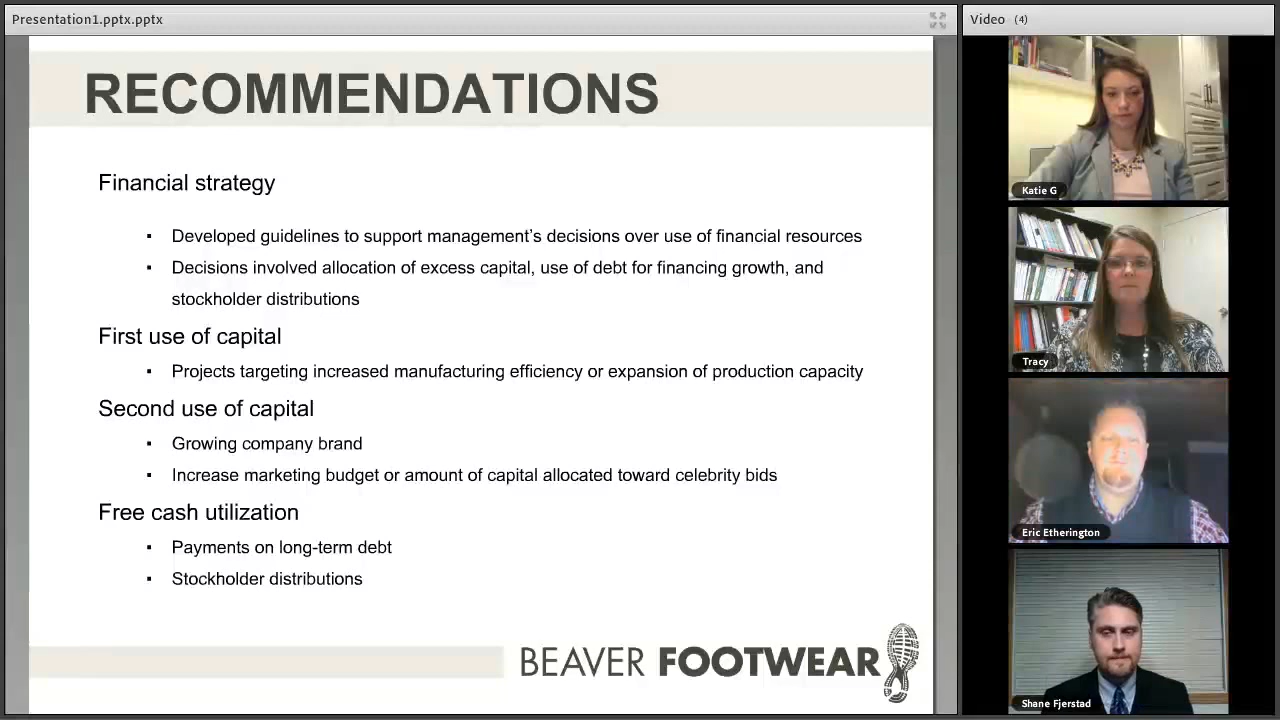 Presentation1.pptx.pptx
Video (4)
RECOMMENDATIONS
Financial strategy
▪ Developed guidelines to support management's decisions over use of financial resources
▪ Decisions involved allocation of excess capital, use of debt for financing growth, and
stockholder distributions
First use of capital
▪ Projects targeting increased manufacturing efficiency or expansion of production capacity
Second use of capital
▪ Growing company brand
▪ Increase marketing budget or amount of capital allocated toward celebrity bids
Free cash utilization
▪ Payments on long-term debt
▪ Stockholder distributions
BEAVER FOOTWEAR
Katie G
Tracy
Eric Etherington
Shane Fjerstad